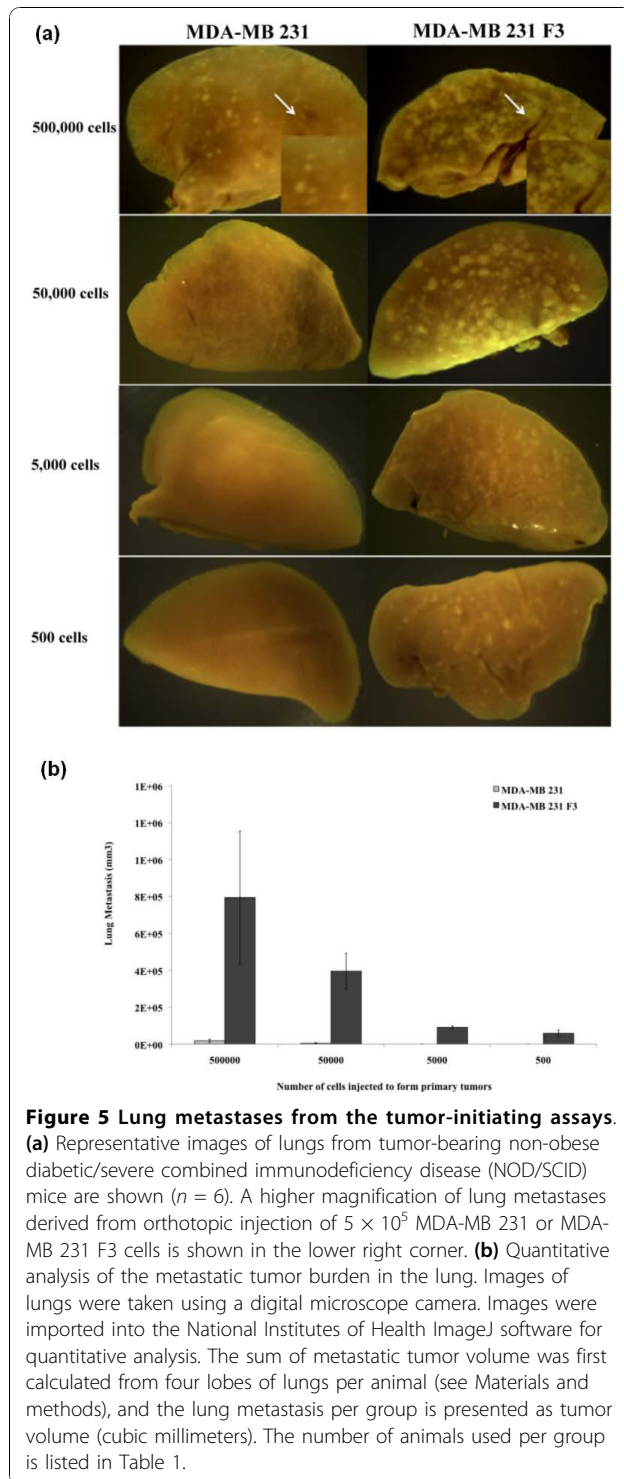 (a)
MDA-MB 231
MDA-MB 231 F3
500,000 cells
50,000 cells
5,000 cells
500 cells
(b)
1E+06
1E+06
1E+06
8E+05
6E+05
4E+05
2E+05
0E+00
Lung Metastasis (mm3)
MDA-MB 231
MDA-MB 231 F3
500000
50000
5000
500
Number of cells injected to form primary tumors
Figure 5 Lung metastases from the tumor-initiating assays.
(a) Representative images of lungs from tumor-bearing non-obese
diabetic/severe combined immunodeficiency disease (NOD/SCID)
mice are shown (n = 6). A higher magnification of lung metastases
derived from orthotopic injection of 5 × 10⁵ MDA-MB 231 or MDA-
MB 231 F3 cells is shown in the lower right corner. (b) Quantitative
analysis of the metastatic tumor burden in the lung. Images of
lungs were taken using a digital microscope camera. Images were
imported into the National Institutes of Health ImageJ software for
quantitative analysis. The sum of metastatic tumor volume was first
calculated from four lobes of lungs per animal (see Materials and
methods), and the lung metastasis per group is presented as tumor
volume (cubic millimeters). The number of animals used per group
is listed in Table 1.